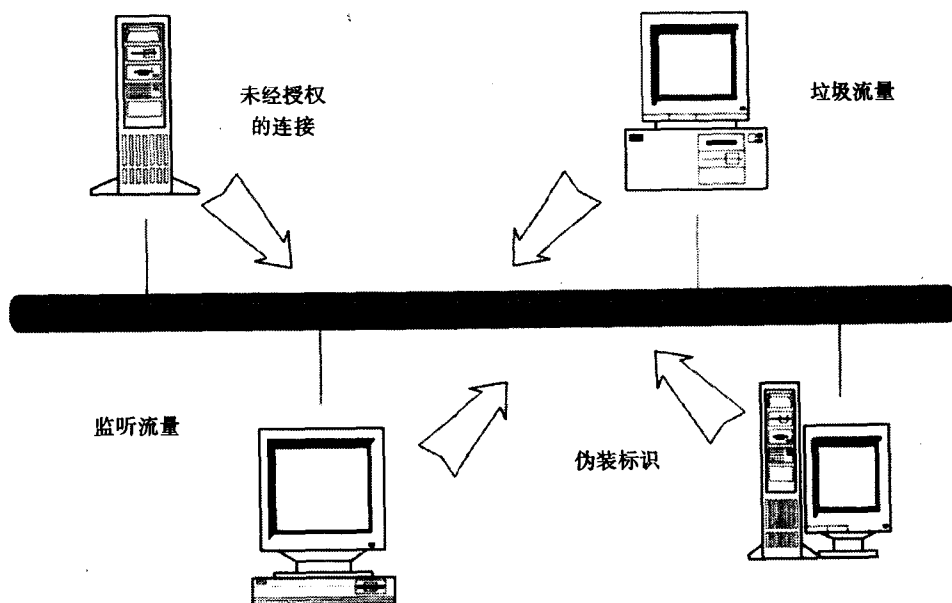 未经授权
的连接
垃圾流量
监听流量
伪装标识